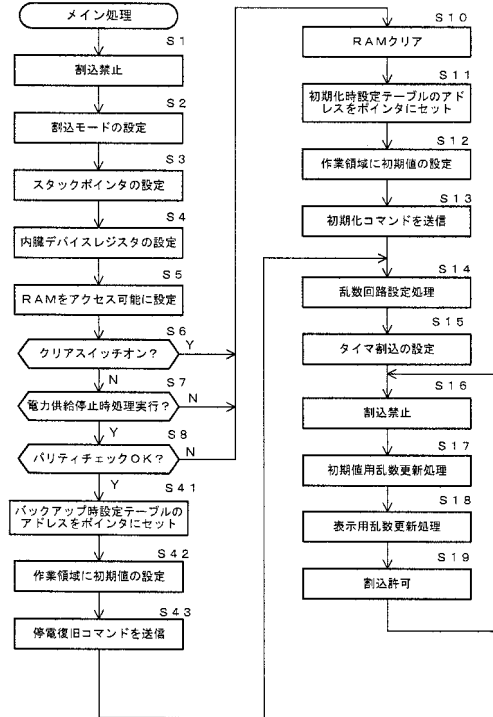 メイン処理
S1
割込禁止
S2
割込モードの設定
S3
スタックポインタの設定
S4
内臓デバイスレジスタの設定
S5
RAMをアクセス可能に設定
S6
クリアスイッチオン?
Y
N
S7
電力供給停止時処理実行?
N
Y
S8
パリティチェックOK?
N
Y
S41
バックアップ時設定テーブルの
アドレスをポインタにセット
S42
作業領域に初期値の設定
S43
停電復旧コマンドを送信
S10
RAMクリア
S11
初期化時設定テーブルのアド
レスをポインタにセット
S12
作業領域に初期値の設定
S13
初期化コマンドを送信
S14
乱数回路設定処理
S15
タイマ割込の設定
S16
割込禁止
S17
初期値用乱数更新処理
S18
表示用乱数更新処理
S19
割込許可